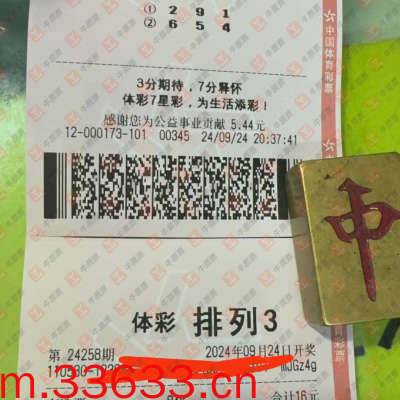 ① 2 9 1
② 6 5 4
3分期待，7分释怀
体彩7星彩，为生活添彩！
感谢您为公益事业贡献 5.44元
12-000173-101 00345 24/09/24 20:37:41
中国体育彩票
中
体彩 排列3
第 24258期 2024年09月24日开奖
mJGz4g
合计16元
m.33633.cn